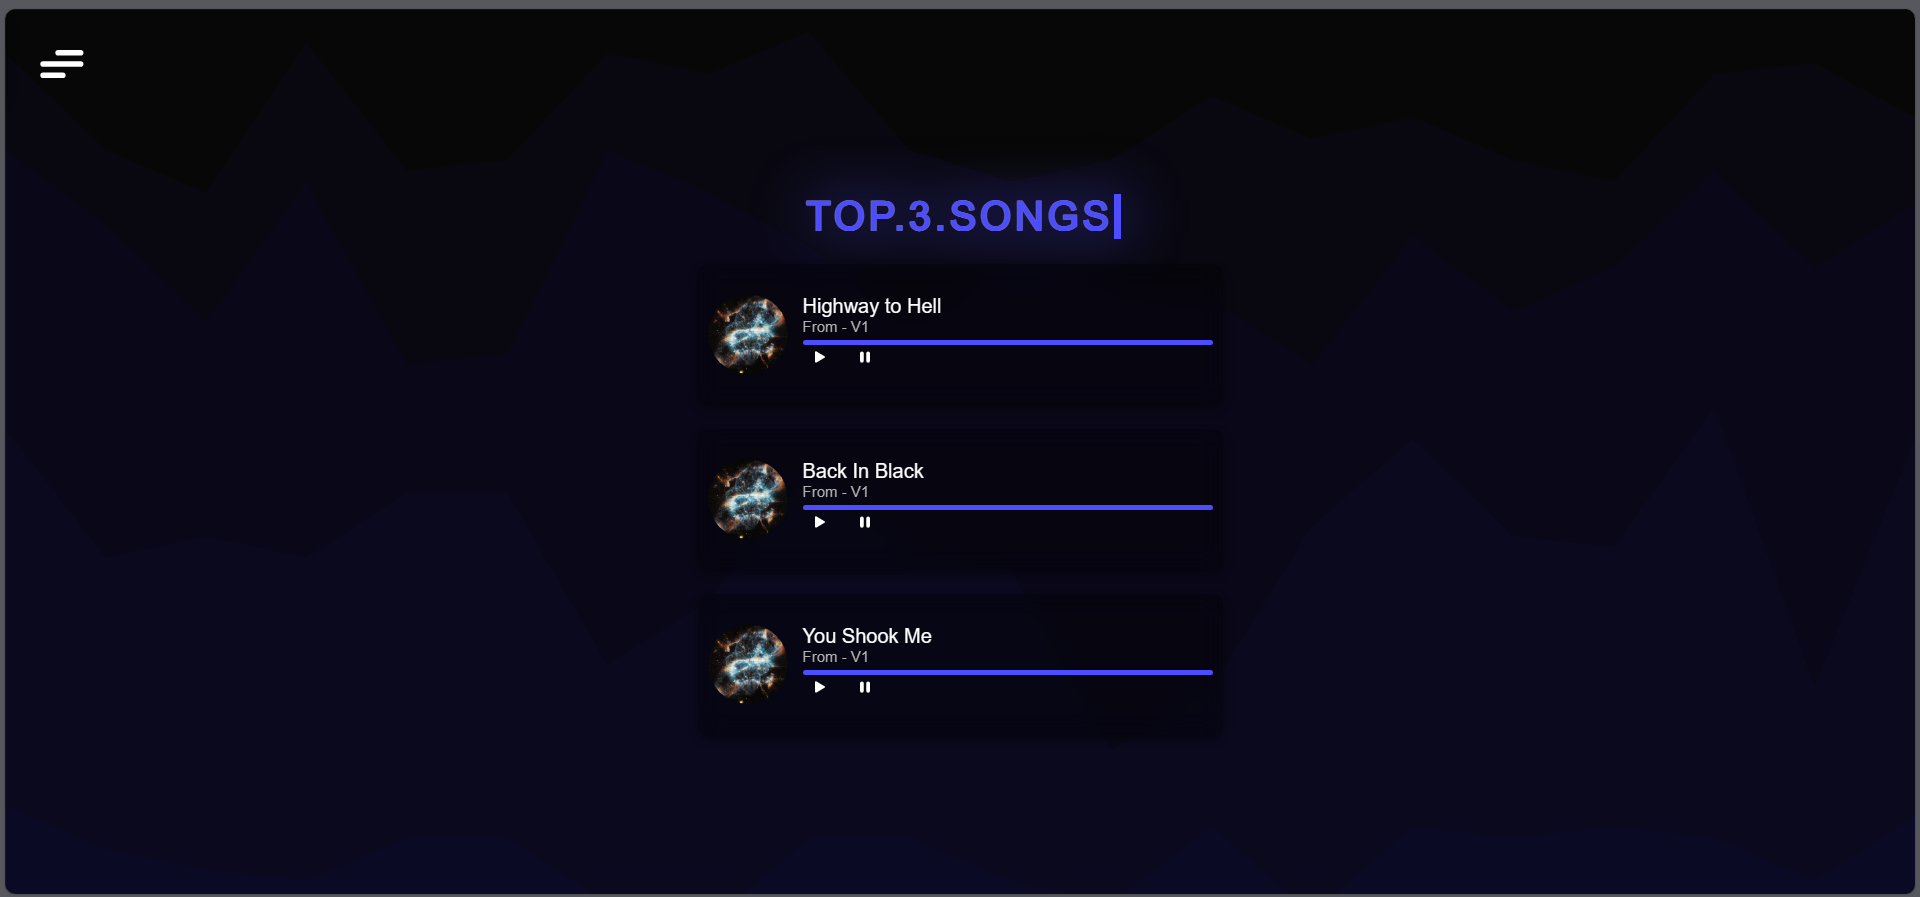 TOP.3.SONGS
Highway to Hell
From - V1
Back In Black
From - V1
You Shook Me
From - V1